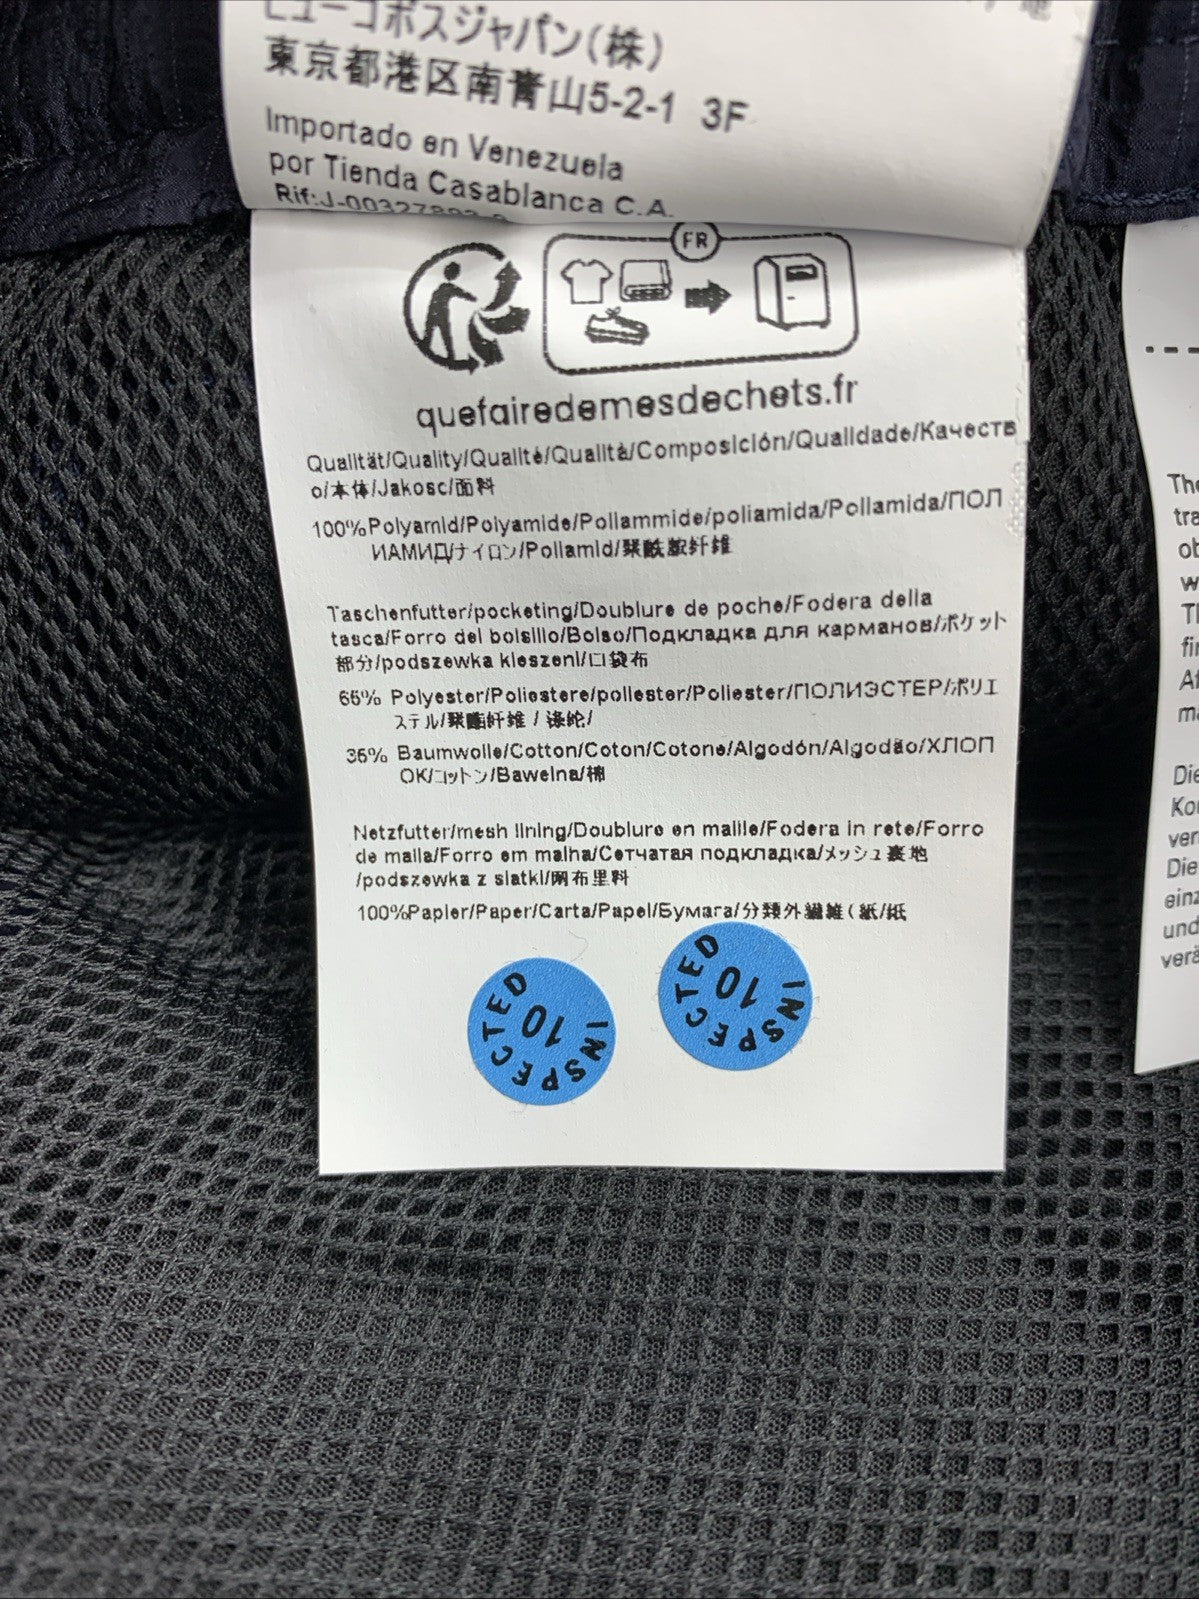 ヒューゴボスジャパン(株)
東京都港区南青山5-2-1 3F
Importado en Venezuela
por Tienda Casablanca C.A.
FR
quefairedemesdechets.fr
Qualität/Quality/Qualité/Qualità/Composición/Qualidade/Качеств
о/本体/Jakosc/面料
100%Polyamid/Polyamide/Poliammide/poliamida/Poliamida/ПОЛ
ИАМИД/ナイロン/Poliamid/聚酰胺纤维
Taschenfutter/pocketing/Doublure de poche/Fodera della
tasca/Forro del bolsillo/Bolso/Подкладка для карманов/ポケット
部分/podszewka kieszeni/口袋布
65% Polyester/Poliestere/poliester/Poliester/ПОЛИЭСТЕР/ポリエ
ステル/聚酯纤维 / 涤纶/
35% Baumwolle/Cotton/Coton/Cotone/Algodón/Algodão/ХЛОП
ОК/コットン/Bawelna/棉
Netzfutter/mesh lining/Doublure en maille/Fodera in rete/Forro
de malla/Forro em malha/Сетчатая подкладка/メッシュ裏地
/podszewka z siatki/网布里料
100%Papier/Paper/Carta/Papel/Бумага/分類外繊維(紙/纸
INSPECTED
10
INSPECTED
10